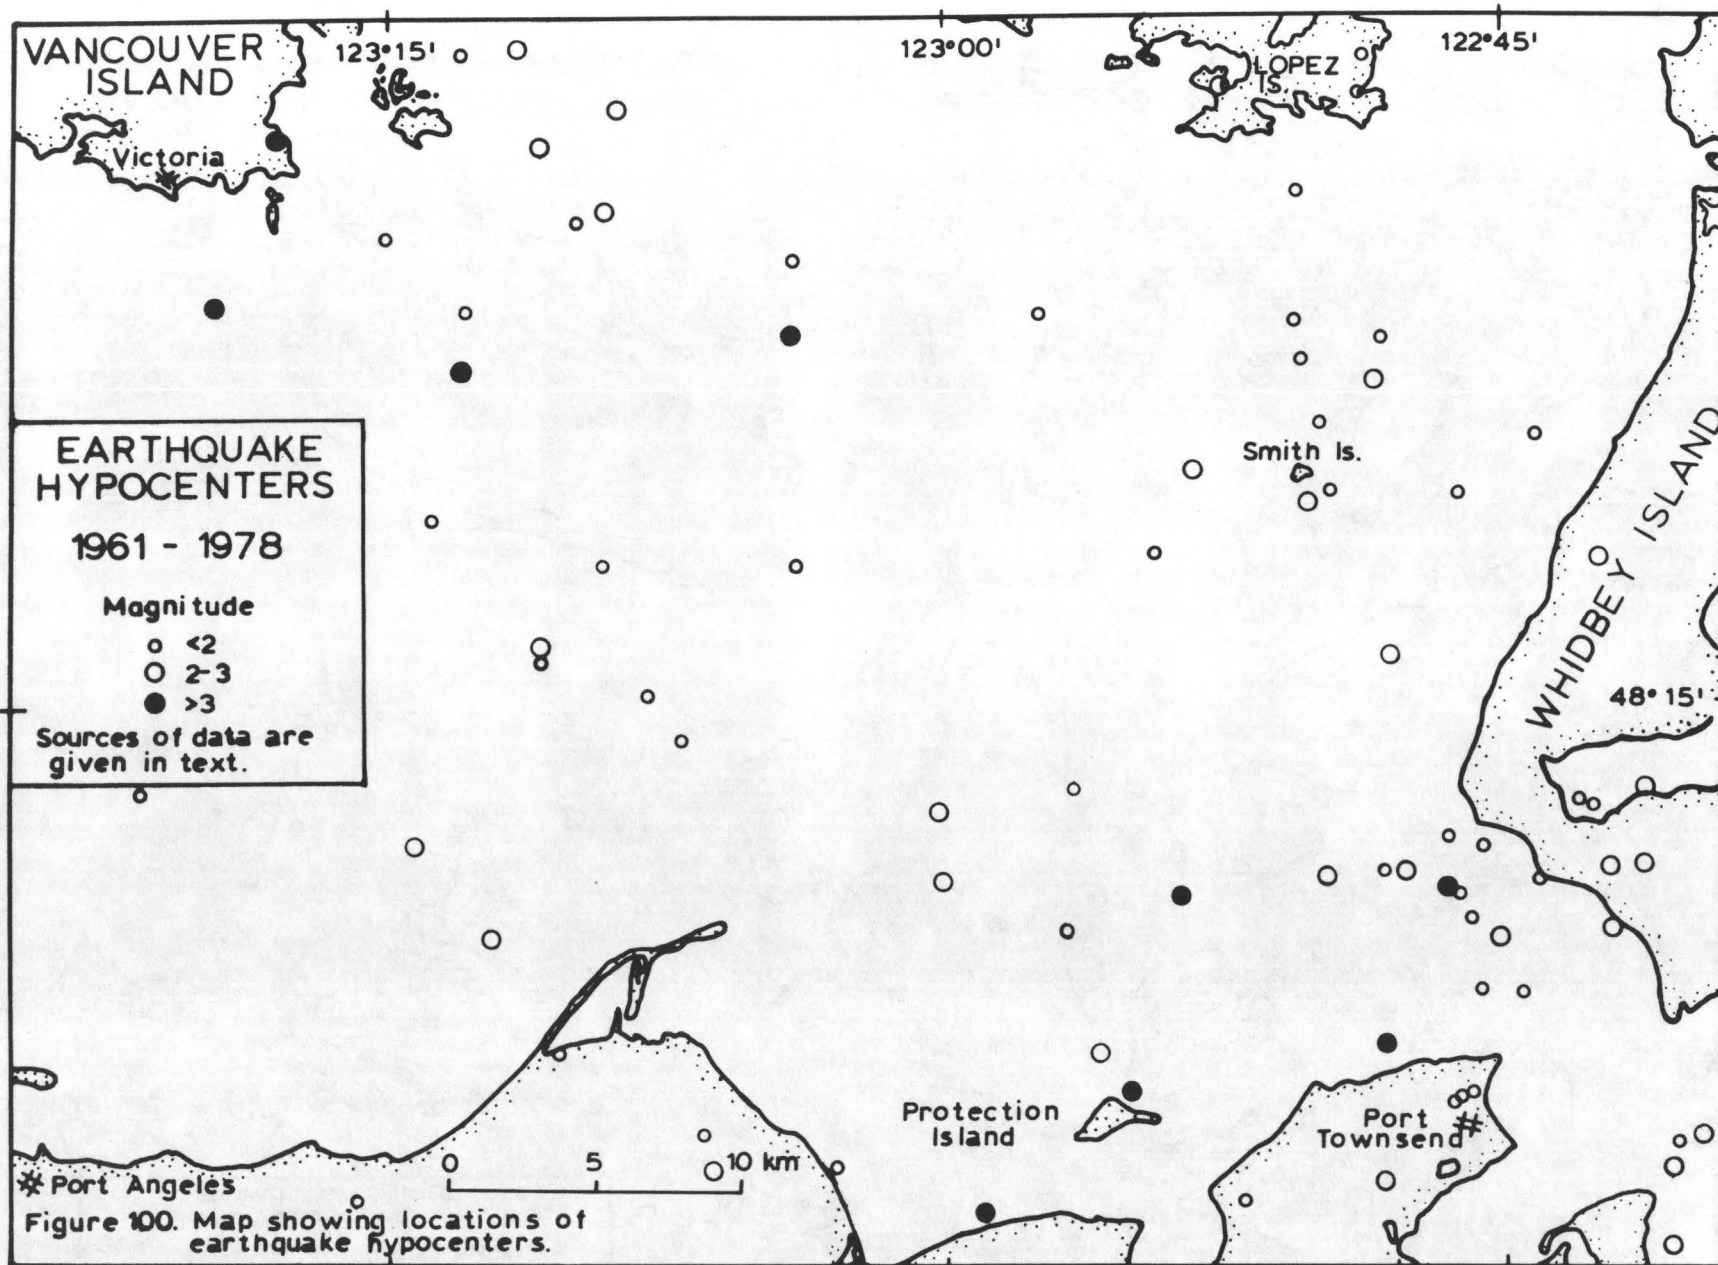 VANCOUVER
ISLAND
123°15'
123°00'
122°45'
LOPEZ
IS.
Victoria
EARTHQUAKE
HYPOCENTERS
1961 - 1978
Magnitude
<2
2-3
>3
Sources of data are
given in text.
Smith Is.
WHIDBEY ISLAND
48° 15'
Protection
Island
Port
Townsend
0 5 10 km
Port Angeles
Figure 100. Map showing locations of
earthquake hypocenters.